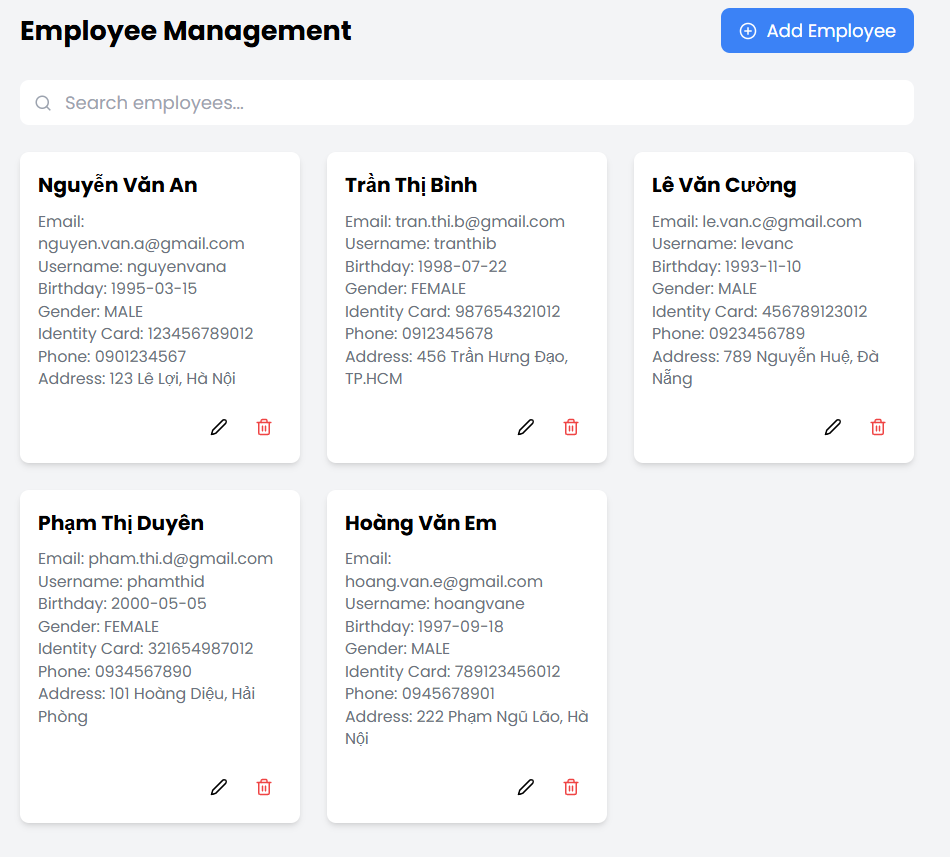 Employee Management
Add Employee
Search employees...
Nguyễn Văn An
Email:
nguyen.van.a@gmail.com
Username: nguyenvana
Birthday: 1995-03-15
Gender: MALE
Identity Card: 123456789012
Phone: 0901234567
Address: 123 Lê Lợi, Hà Nội
Trần Thị Bình
Email: tran.thi.b@gmail.com
Username: tranthib
Birthday: 1998-07-22
Gender: FEMALE
Identity Card: 987654321012
Phone: 0912345678
Address: 456 Trần Hưng Đạo,
TP.HCM
Lê Văn Cường
Email: le.van.c@gmail.com
Username: levanc
Birthday: 1993-11-10
Gender: MALE
Identity Card: 456789123012
Phone: 0923456789
Address: 789 Nguyễn Huệ, Đà
Nẵng
Phạm Thị Duyên
Email: pham.thi.d@gmail.com
Username: phamthid
Birthday: 2000-05-05
Gender: FEMALE
Identity Card: 321654987012
Phone: 0934567890
Address: 101 Hoàng Diệu, Hải
Phòng
Hoàng Văn Em
Email:
hoang.van.e@gmail.com
Username: hoangvane
Birthday: 1997-09-18
Gender: MALE
Identity Card: 789123456012
Phone: 0945678901
Address: 222 Phạm Ngũ Lão, Hà
Nội